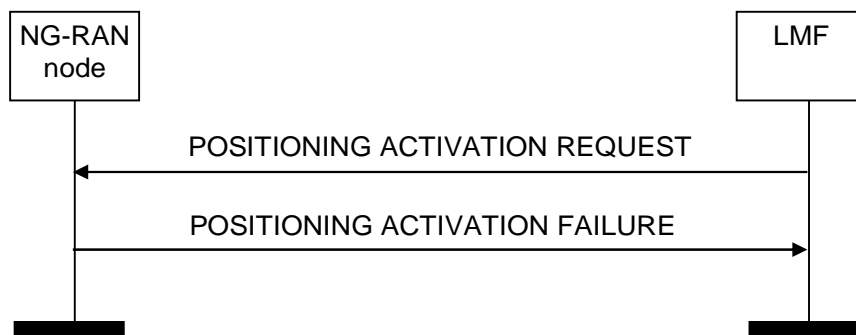 NG-RAN
node
LMF
POSITIONING ACTIVATION REQUEST
POSITIONING ACTIVATION FAILURE